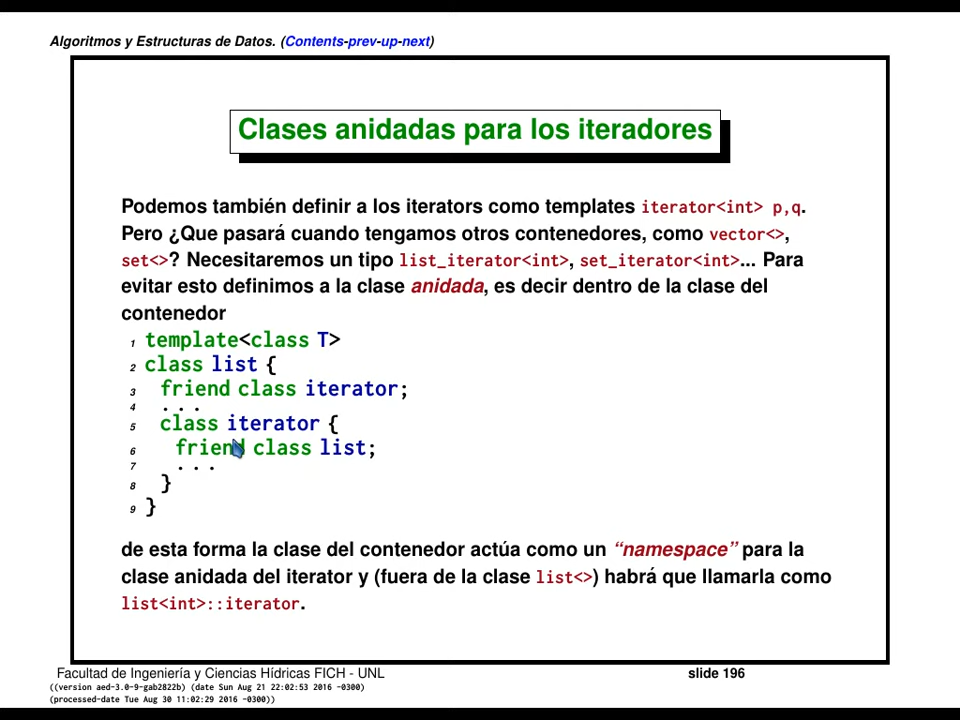 Algoritmos y Estructuras de Datos. (Contents-prev-up-next)
Clases anidadas para los iteradores
Podemos también definir a los iterators como templates iterator<int> p,q.
Pero ¿Que pasará cuando tengamos otros contenedores, como vector<>,
set<>? Necesitaremos un tipo list_iterator<int>, set_iterator<int>... Para
evitar esto definimos a la clase anidada, es decir dentro de la clase del
contenedor
1 template<class T>
2 class list {
3 friend class iterator;
4 ...
5 class iterator {
6 friend class list;
7 ...
8 }
9 }
de esta forma la clase del contenedor actúa como un “namespace” para la
clase anidada del iterator y (fuera de la clase list<>) habrá que llamarla como
list<int>::iterator.
Facultad de Ingeniería y Ciencias Hídricas FICH - UNL slide 196
((version aed-3.0-9-gab2822b) (date Sun Aug 21 22:02:53 2016 -0300)
(processed-date Tue Aug 30 11:02:29 2016 -0300))